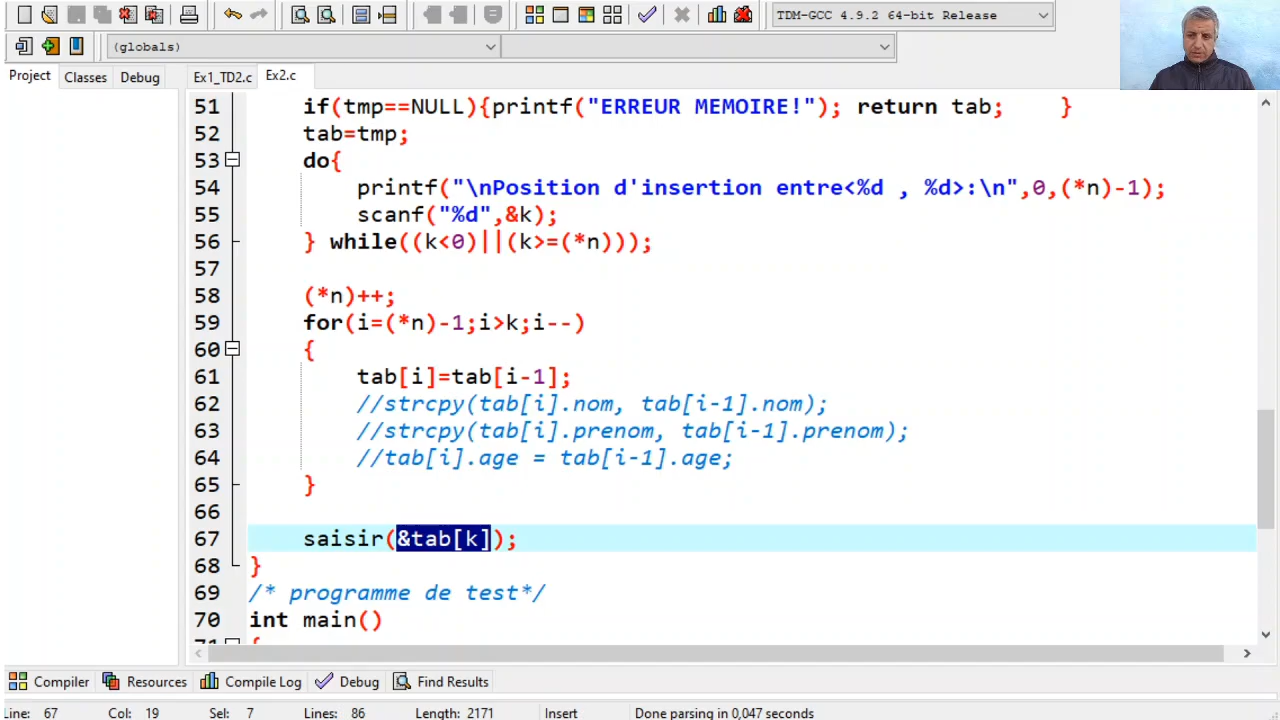 TDM-GCC 4.9.2 64-bit Release
(globals)
Project Classes Debug Ex1_TD2.c Ex2.c
51 if(tmp==NULL){printf("ERREUR MEMOIRE!"); return tab; }
52 tab=tmp;
53 do{
54 printf("\nPosition d'insertion entre<%d , %d>:\n",0,(*n)-1);
55 scanf("%d",&k);
56 } while((k<0)||(k>=(*n)));
57
58 (*n)++;
59 for(i=(*n)-1;i>k;i--)
60 {
61 tab[i]=tab[i-1];
62 //strcpy(tab[i].nom, tab[i-1].nom);
63 //strcpy(tab[i].prenom, tab[i-1].prenom);
64 //tab[i].age = tab[i-1].age;
65 }
66
67 saisir(&tab[k]);
68 }
69 /* programme de test*/
70 int main()
71 {
Compiler Resources Compile Log Debug Find Results
Line: 67 Col: 19 Sel: 7 Lines: 86 Length: 2171 Insert Done parsing in 0,047 seconds